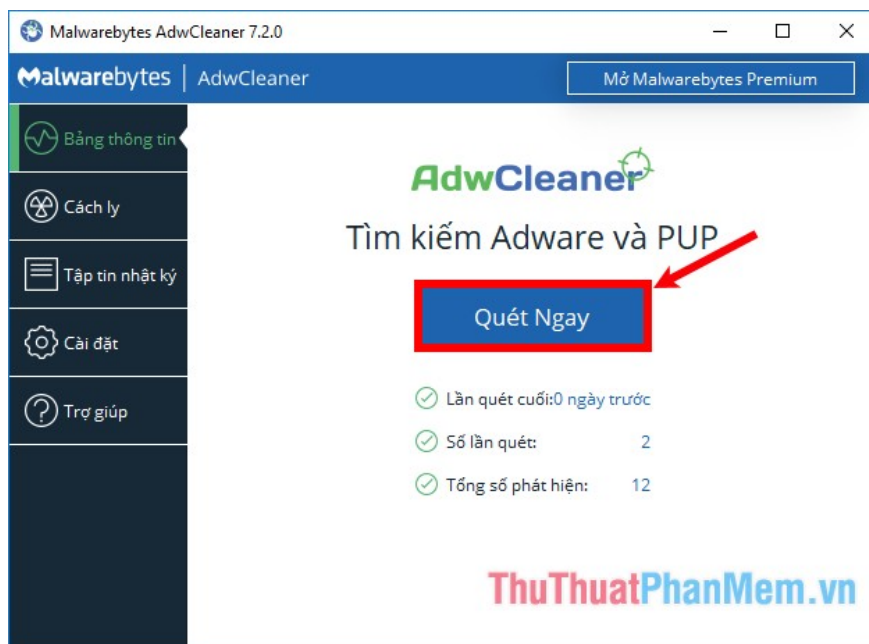 Malwarebytes AdwCleaner 7.2.0
Malwarebytes | AdwCleaner
Mở Malwarebytes Premium
Bảng thông tin
Cách ly
Tập tin nhật ký
Cài đặt
Trợ giúp
AdwCleaner
Tìm kiếm Adware và PUP
Quét Ngay
Lần quét cuối:0 ngày trước
Số lần quét: 2
Tổng số phát hiện: 12
ThuThuatPhanMem.vn